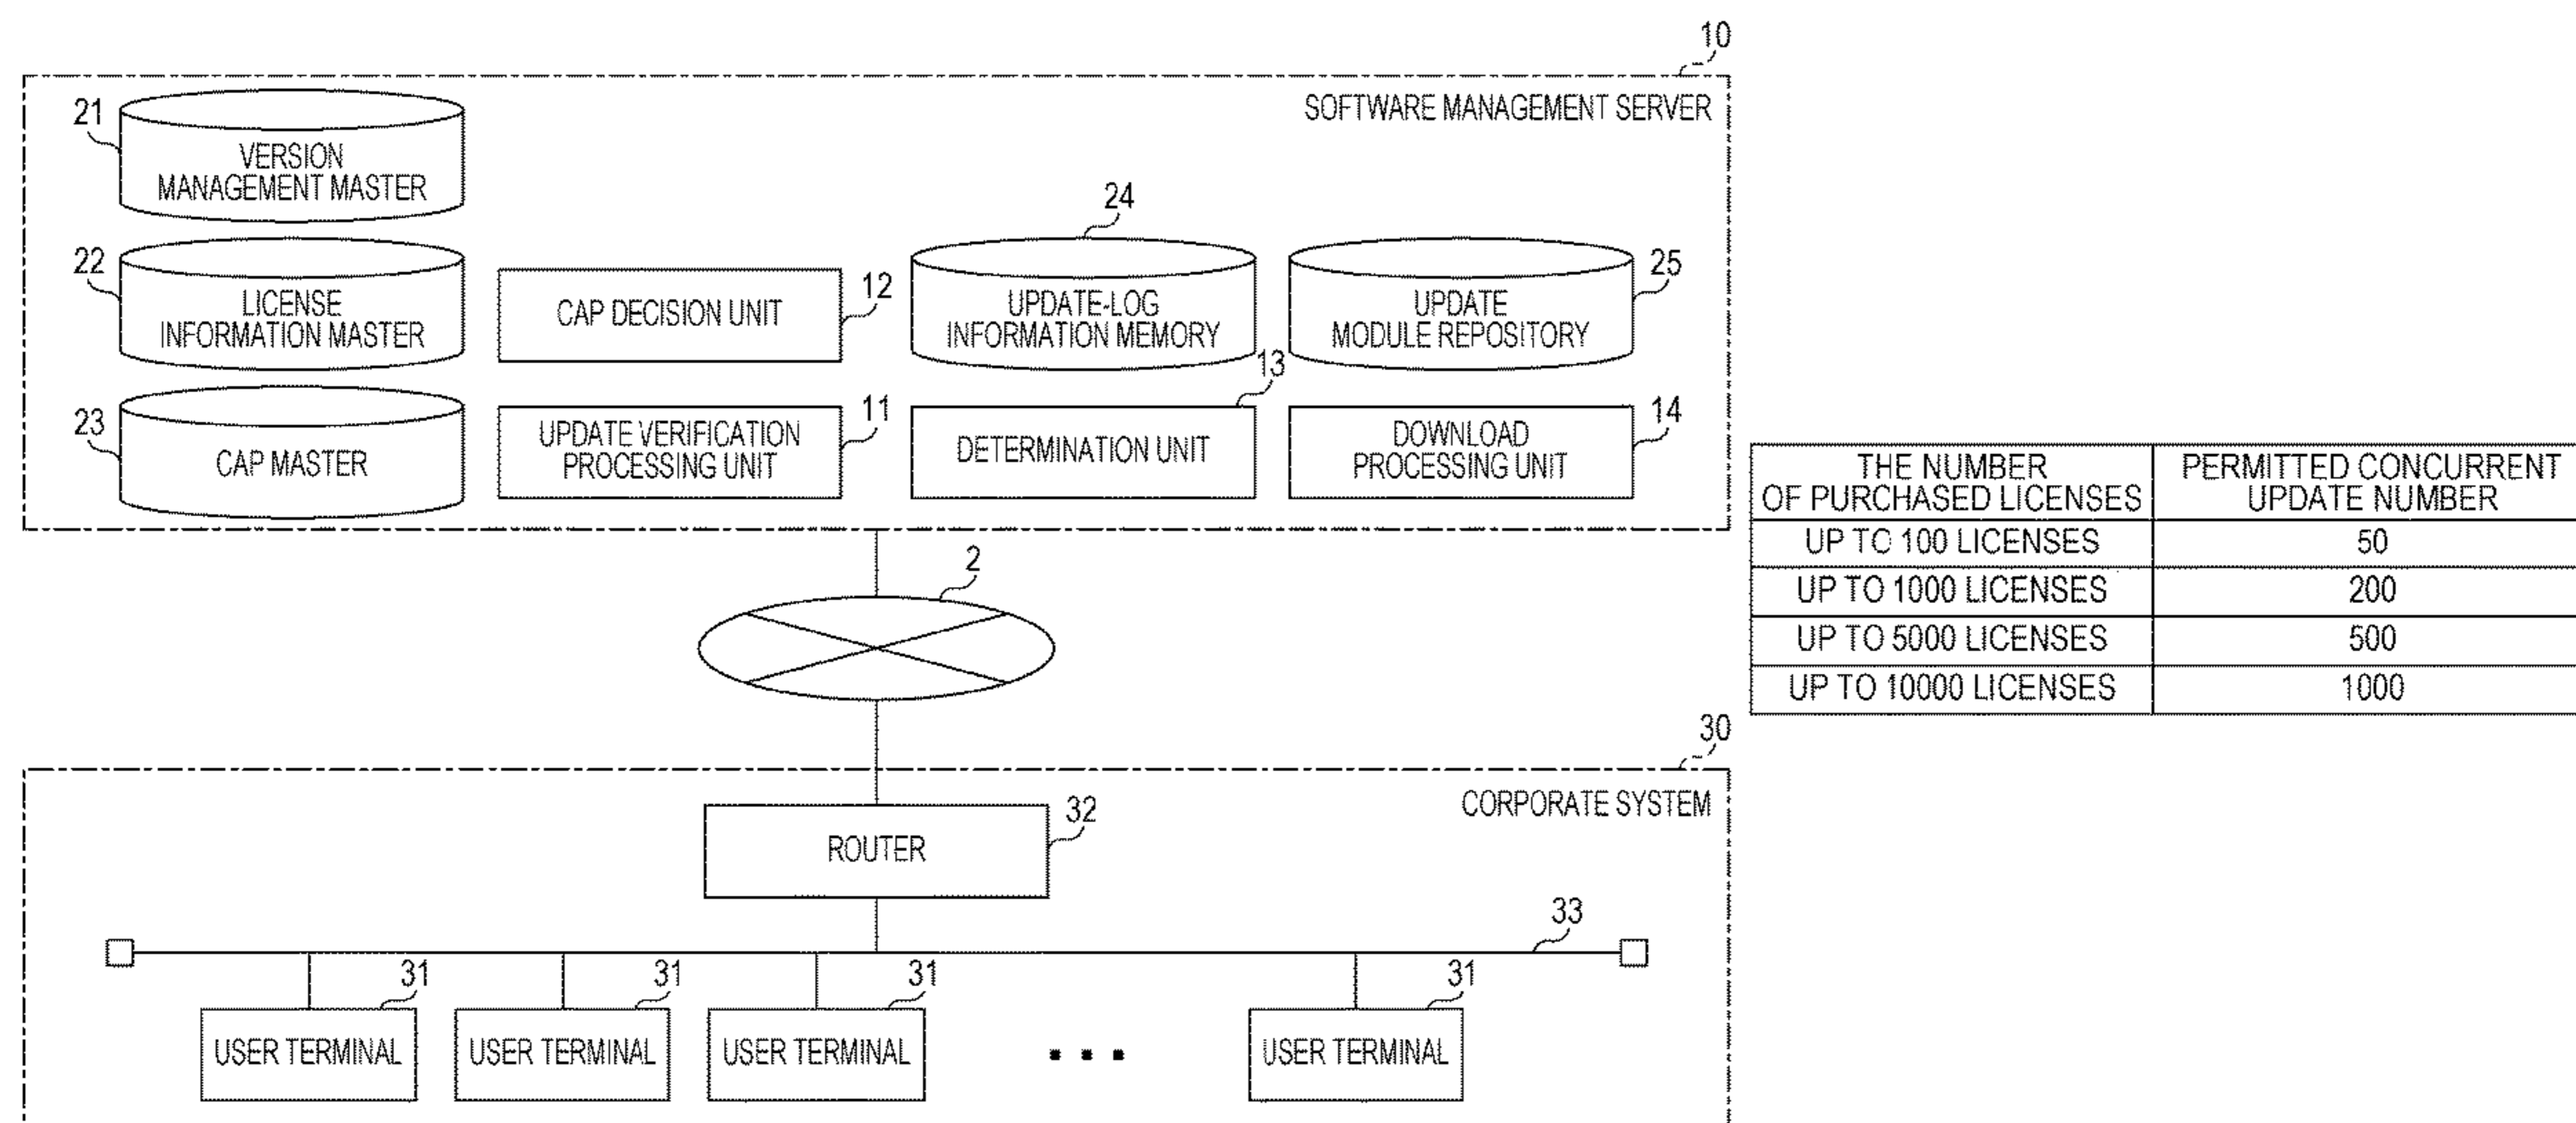 10
SOFTWARE MANAGEMENT SERVER
21
VERSION
MANAGEMENT MASTER
22
LICENSE
INFORMATION MASTER
CAP DECISION UNIT
12
24
UPDATE-LOG
INFORMATION MEMORY
UPDATE
MODULE REPOSITORY
25
23
CAP MASTER
UPDATE VERIFICATION
PROCESSING UNIT
11
13
DETERMINATION UNIT
DOWNLOAD
PROCESSING UNIT
14
2
THE NUMBER
OF PURCHASED LICENSES
PERMITTED CONCURRENT
UPDATE NUMBER
UP TO 100 LICENSES
50
UP TO 1000 LICENSES
200
UP TO 5000 LICENSES
500
UP TO 10000 LICENSES
1000
30
CORPORATE SYSTEM
ROUTER
32
33
31
USER TERMINAL
31
USER TERMINAL
31
USER TERMINAL
31
USER TERMINAL